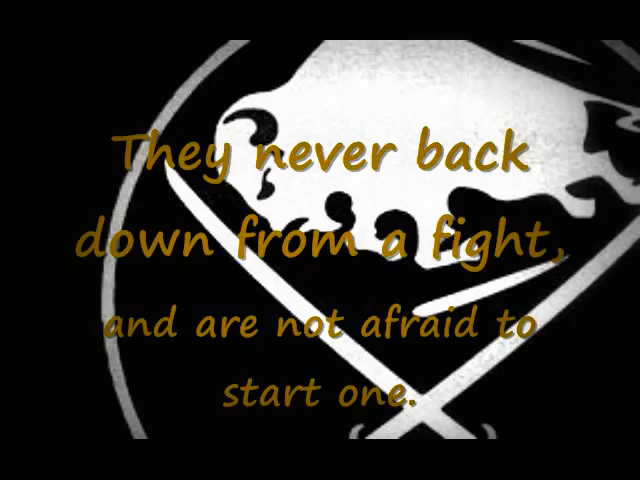 They never back
down from a fight,
and are not afraid to
start one.